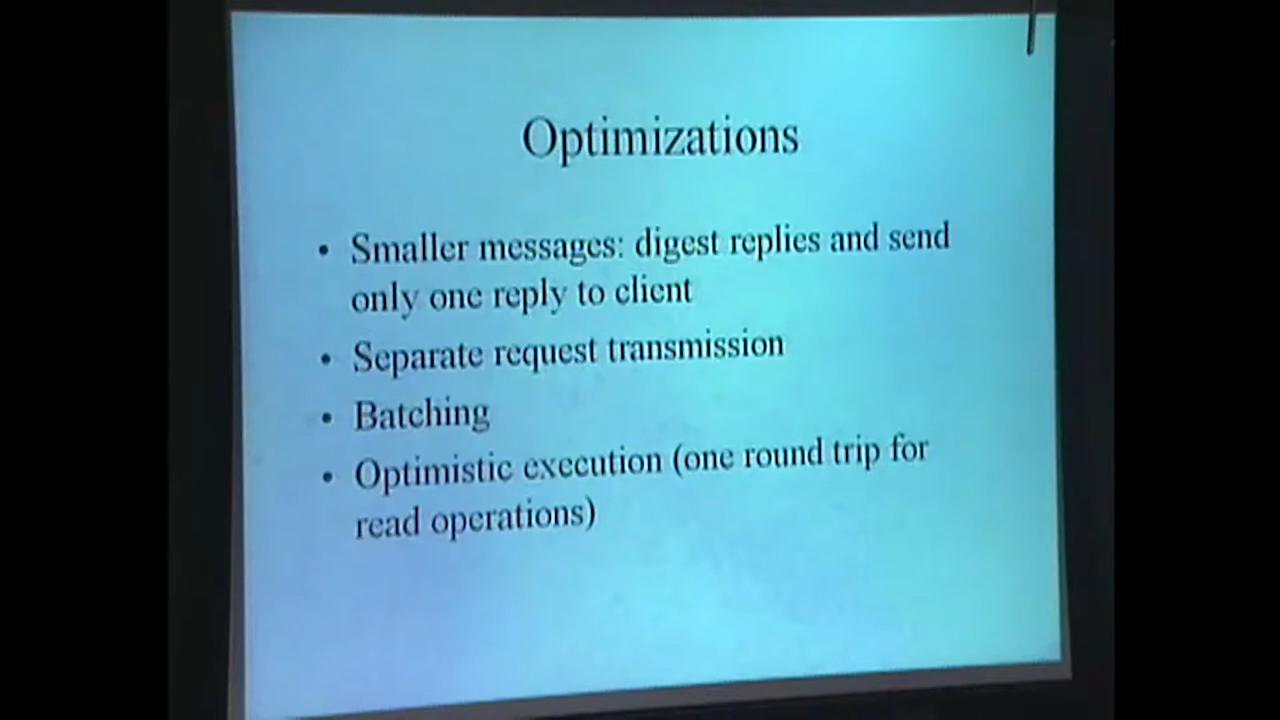 Optimizations
• Smaller messages: digest replies and send
only one reply to client
• Separate request transmission
• Batching
• Optimistic execution (one round trip for
read operations)